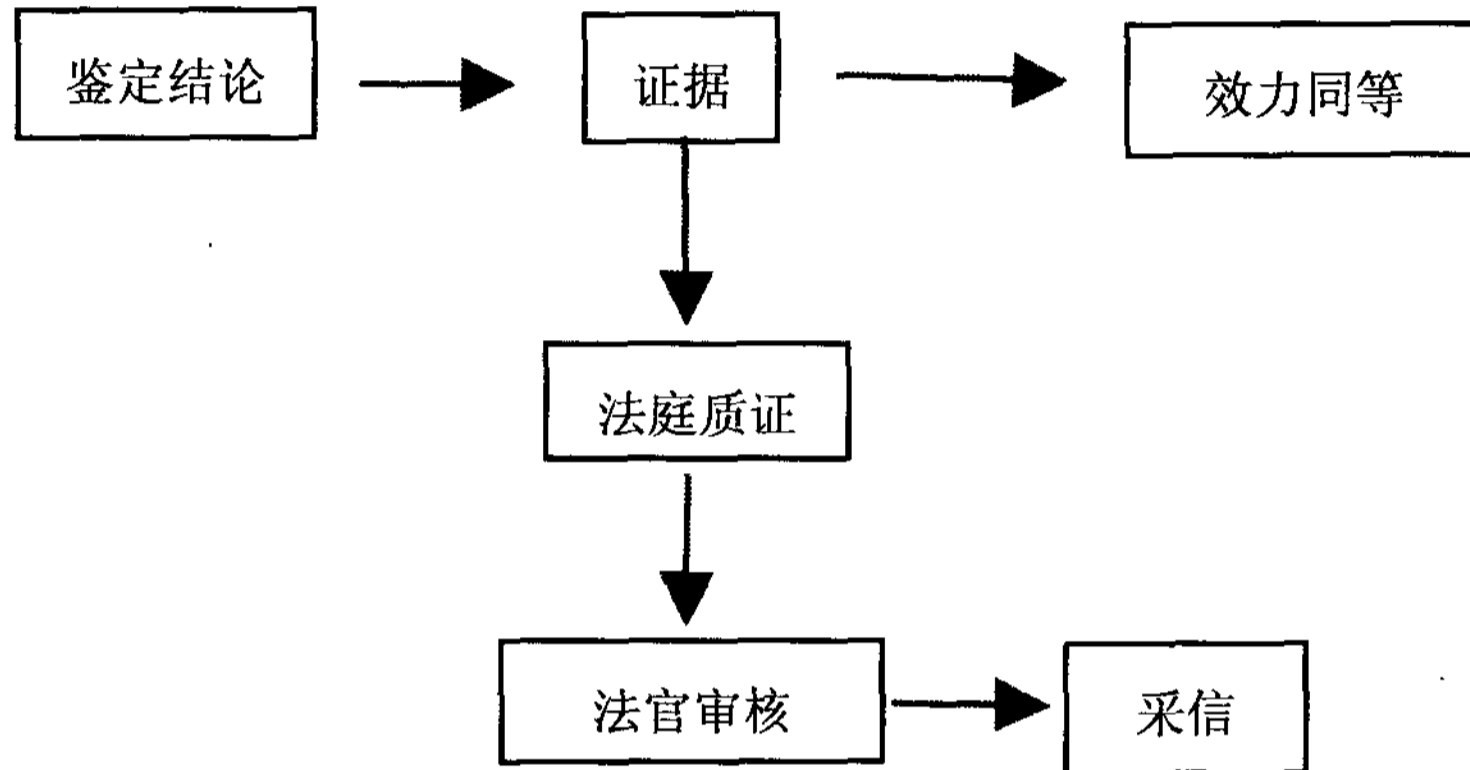 鉴定结论
证据
效力同等
法庭质证
法官审核
采信